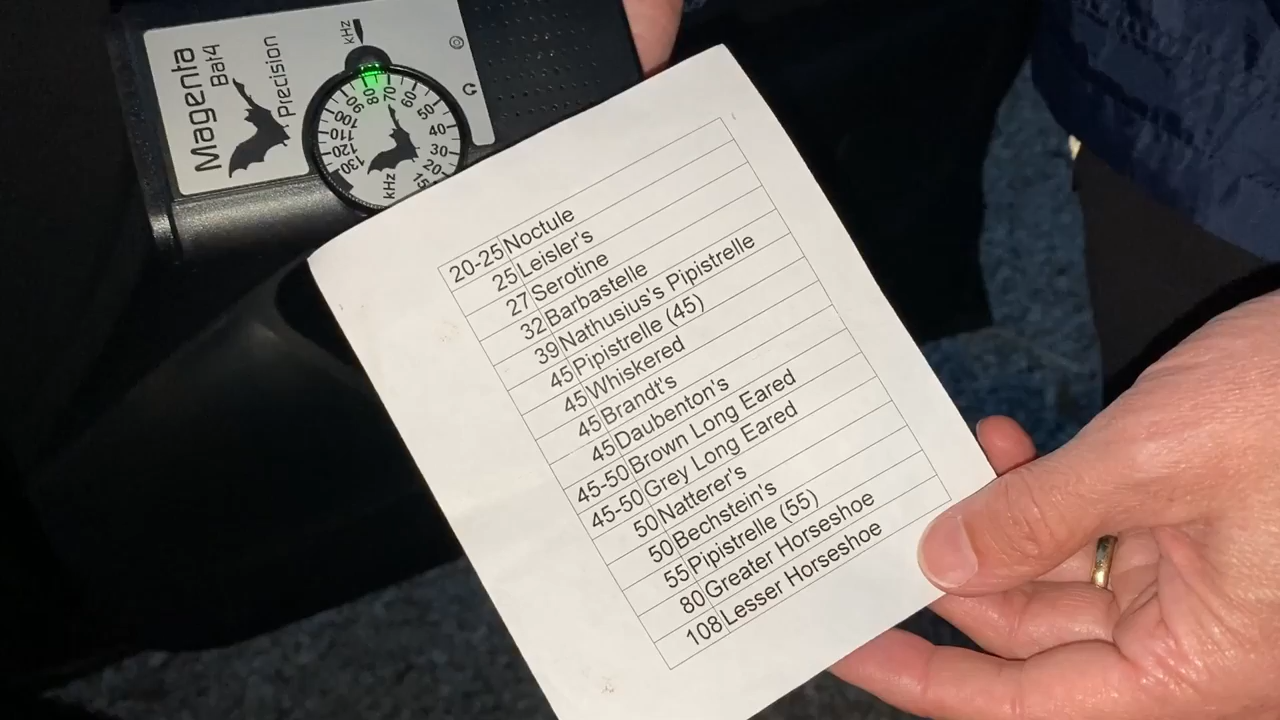 Magenta
Bat4
Precision
kHz
130
120
110
100
90
80
70
60
50
40
30
20
15
kHz
20-25 Noctule
25 Leisler's
27 Serotine
32 Barbastelle
39 Nathusius's Pipistrelle
45 Pipistrelle (45)
45 Whiskered
45 Brandt's
45 Daubenton's
45-50 Brown Long Eared
45-50 Grey Long Eared
50 Natterer's
50 Bechstein's
55 Pipistrelle (55)
80 Greater Horseshoe
108 Lesser Horseshoe